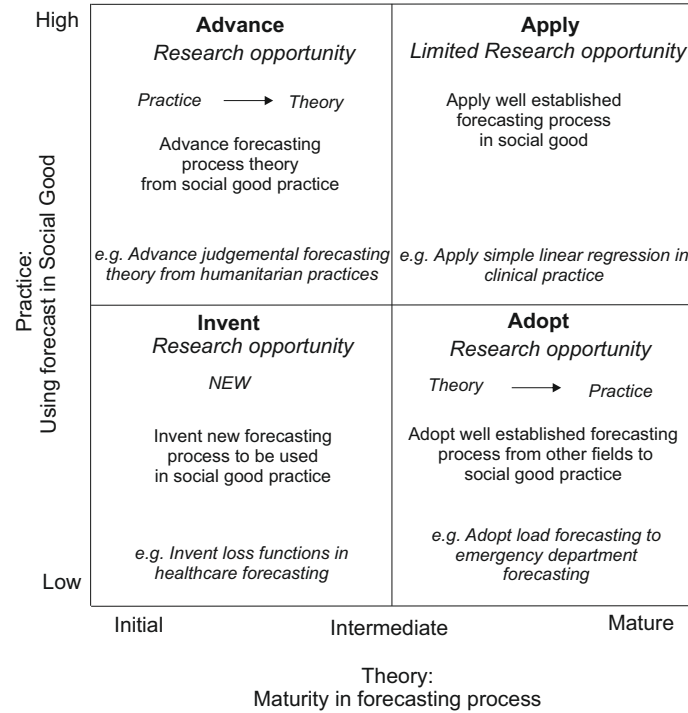 High
Advance
Research opportunity
Practice
Theory
Advance forecasting
process theory
from social good practice
e.g. Advance judgemental forecasting
theory from humanitarian practices
Apply
Limited Research opportunity
Apply well established
forecasting process
in social good
e.g. Apply simple linear regression in
clinical practice
Practice:
Using forecast in Social Good
Invent
Research opportunity
NEW
Invent new forecasting
process to be used
in social good practice
e.g. Invent loss functions in
healthcare forecasting
Adopt
Research opportunity
Theory
Practice
Adopt well established forecasting
process from other fields to
social good practice
e.g. Adopt load forecasting to
emergency department
forecasting
Low
Initial
Intermediate
Mature
Theory:
Maturity in forecasting process